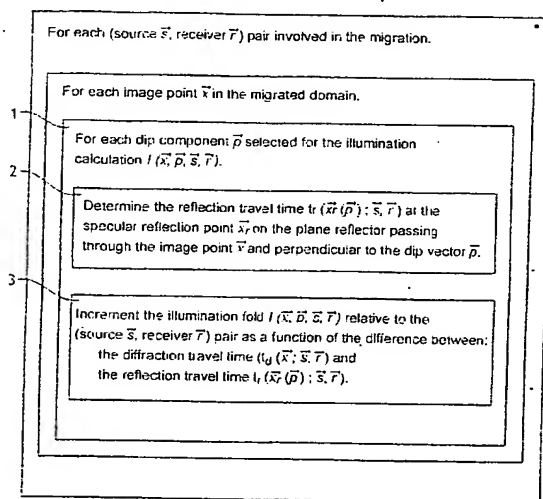 For each (source s⃗, receiver r⃗) pair involved in the migration.
For each image point x⃗ in the migrated domain.
1
For each dip component p⃗ selected for the illumination
calculation I (x⃗, p⃗, s⃗, r⃗).
2
Determine the reflection travel time tr (x⃗r (p⃗) ; s⃗, r⃗) at the
specular reflection point x⃗r on the plane reflector passing
through the image point x⃗ and perpendicular to the dip vector p⃗.
3
Increment the illumination fold I (x⃗, p⃗, s⃗, r⃗) relative to the
(source s⃗, receiver r⃗) pair as a function of the difference between:
the diffraction travel time (td (x⃗ ; s⃗, r⃗) and
the reflection travel time tr (x⃗r (p⃗) ; s⃗, r⃗).